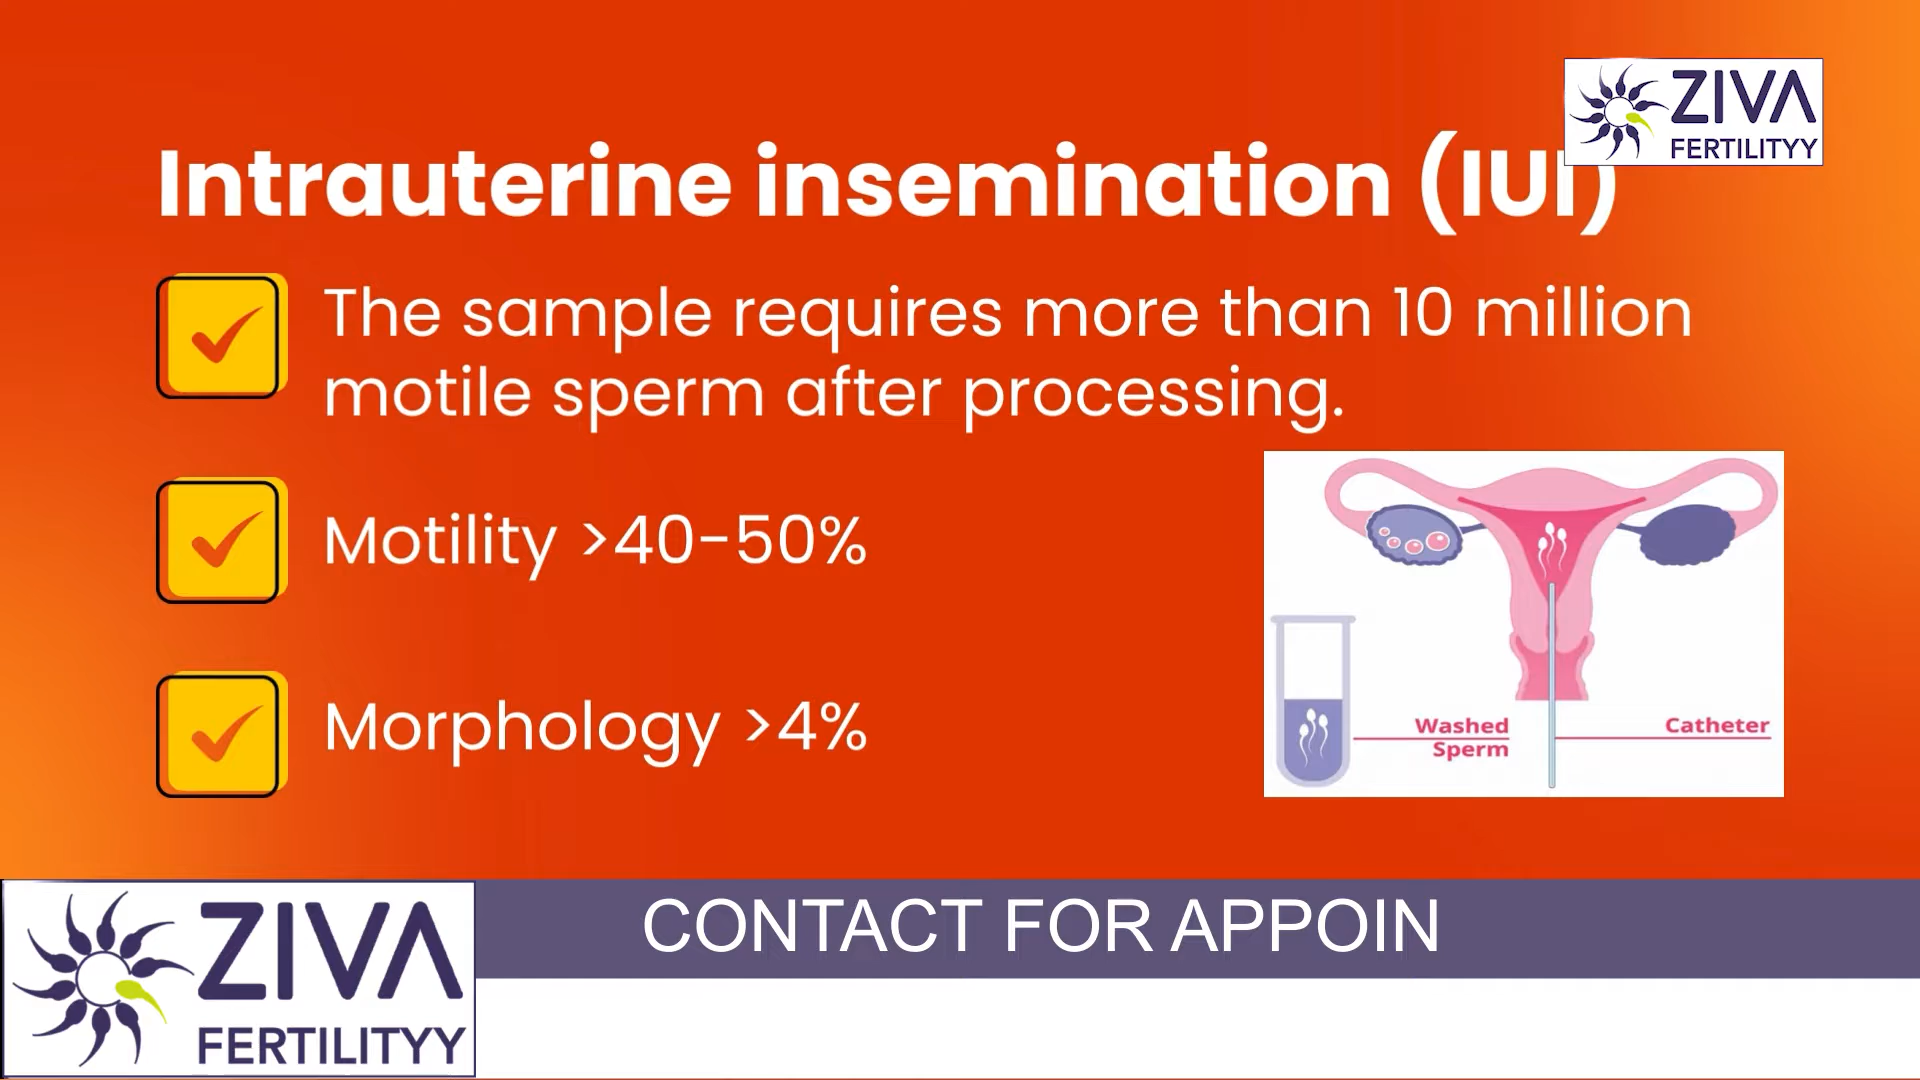 ZIVA
FERTILITYY
Intrauterine insemination (IUI)
The sample requires more than 10 million
motile sperm after processing.
Motility >40-50%
Morphology >4%
Washed
Sperm
Catheter
ZIVA
FERTILITYY
CONTACT FOR APPOIN